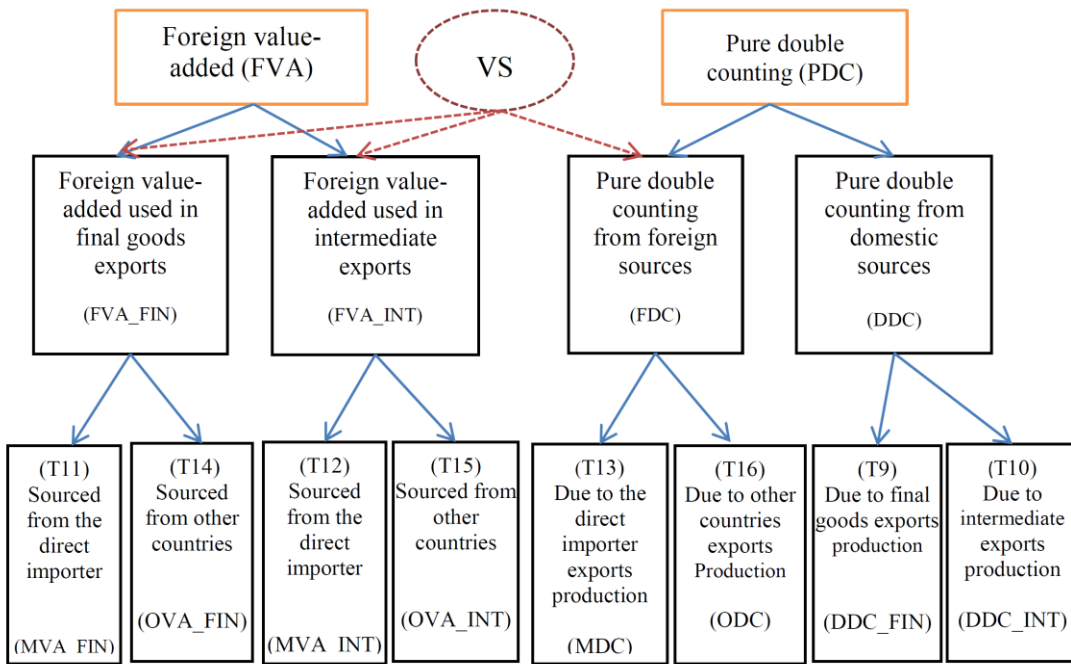 Foreign value-
added (FVA)
VS
Pure double
counting (PDC)
Foreign value-
added used in
final goods
exports
(FVA_FIN)
Foreign value-
added used in
intermediate
exports
(FVA_INT)
Pure double
counting
from foreign
sources
(FDC)
Pure double
counting from
domestic
sources
(DDC)
(T11)
Sourced
from the
direct
importer
(MVA_FIN)
(T14)
Sourced
from other
countries
(OVA_FIN)
(T12)
Sourced
from the
direct
importer
(MVA_INT)
(T15)
Sourced from
other
countries
(OVA_INT)
(T13)
Due to the
direct
importer
exports
production
(MDC)
(T16)
Due to other
countries
exports
Production
(ODC)
(T9)
Due to final
goods exports
production
(DDC_FIN)
(T10)
Due to
intermediate
exports
production
(DDC_INT)